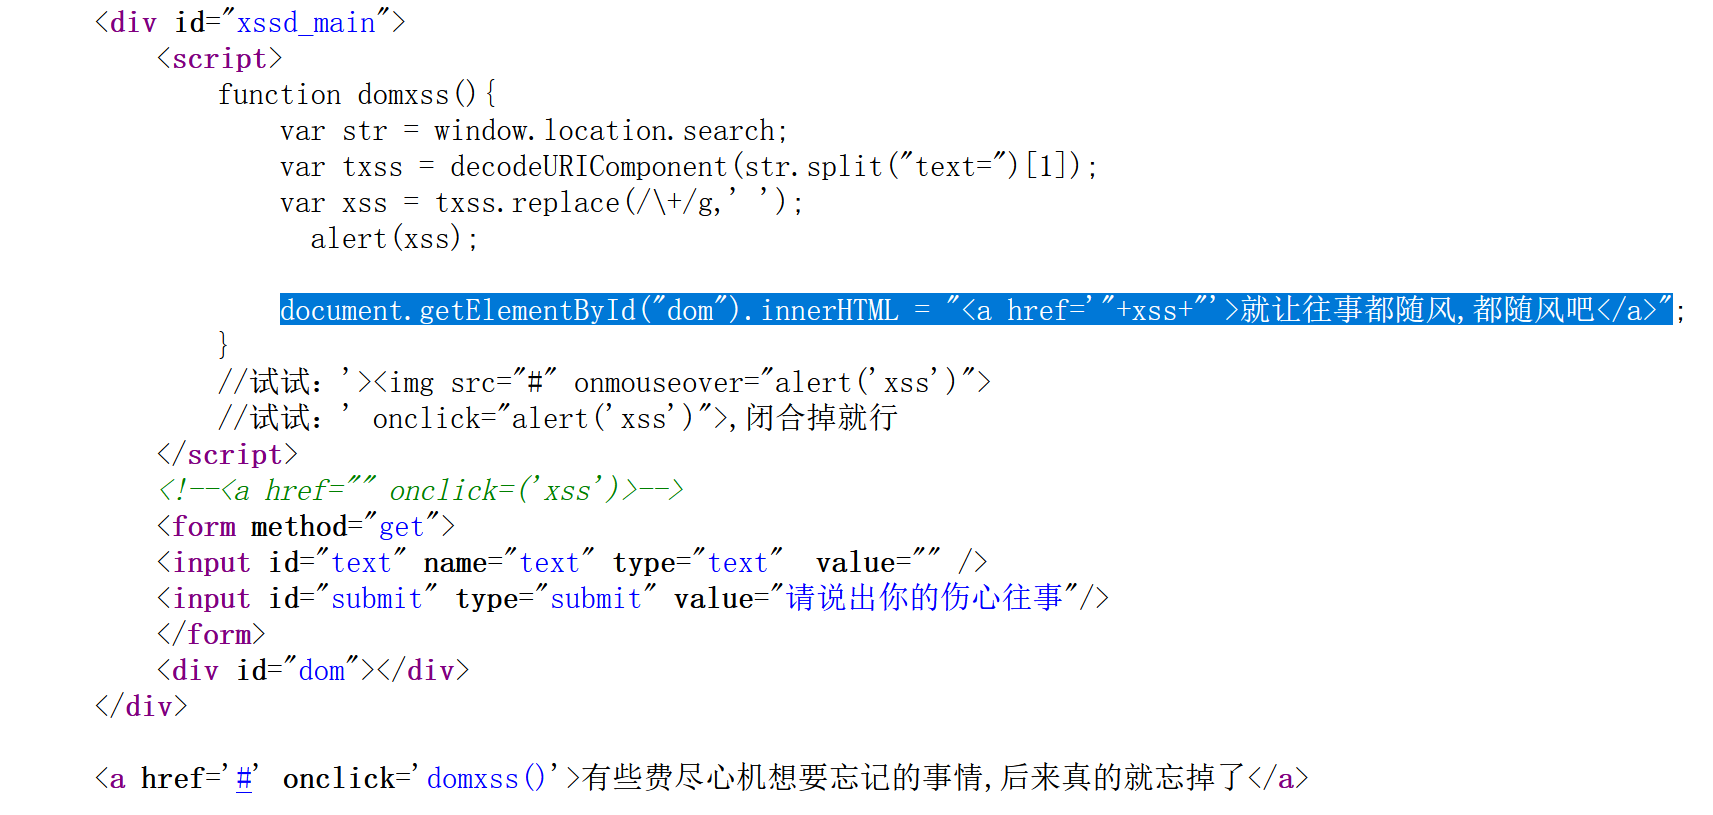 <div id="xssd_main">
<script>
function domxss(){
var str = window.location.search;
var txss = decodeURIComponent(str.split("text=")[1]);
var xss = txss.replace(/\+/g,' ');
alert(xss);
document.getElementById("dom").innerHTML = "<a href='"+xss+"'>就让往事都随风,都随风吧</a>";
}
//试试：'><img src="#" onmouseover="alert('xss')">
//试试：' onclick="alert('xss')">,闭合掉就行
</script>
<!--<a href="" onclick=('xss')>-->
<form method="get">
<input id="text" name="text" type="text"  value="" />
<input id="submit" type="submit" value="请说出你的伤心往事"/>
</form>
<div id="dom"></div>
</div>
<a href='#' onclick='domxss()'>有些费尽心机想要忘记的事情,后来真的就忘掉了</a>